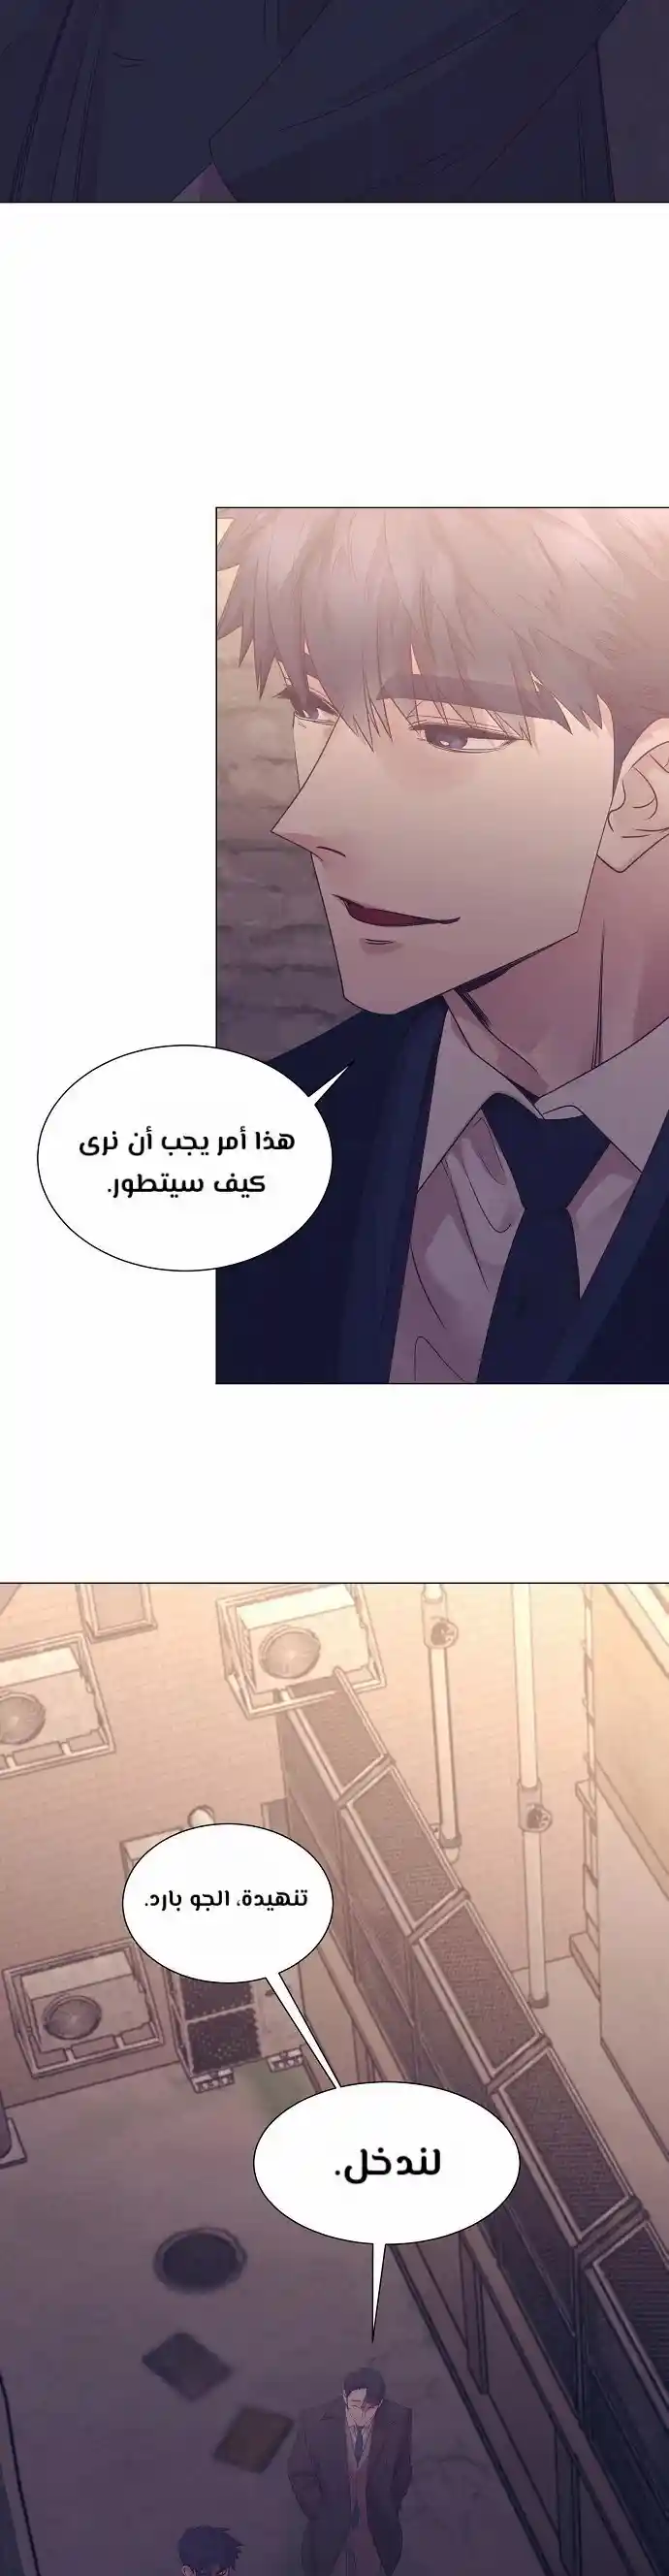 هذا أمر يجب أن نرى
كيف سيتطور.
تنهيدة، الجو بارد.
لندخل.